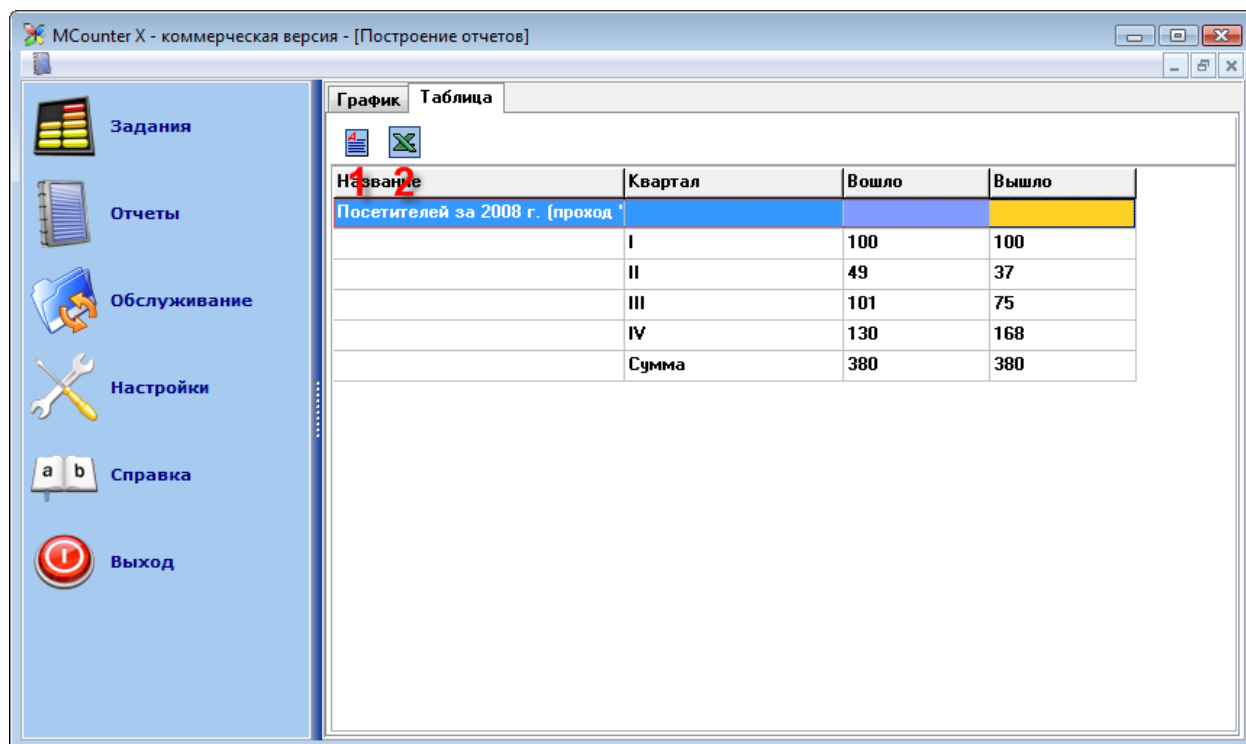 MCounter X - коммерческая версия - [Построение отчетов]
График Таблица
1 2
Название Квартал Вошло Вышло
Посетителей за 2008 г. (проход "
I 100 100
II 49 37
III 101 75
IV 130 168
Сумма 380 380
Задания
Отчеты
Обслуживание
Настройки
a b Справка
Выход